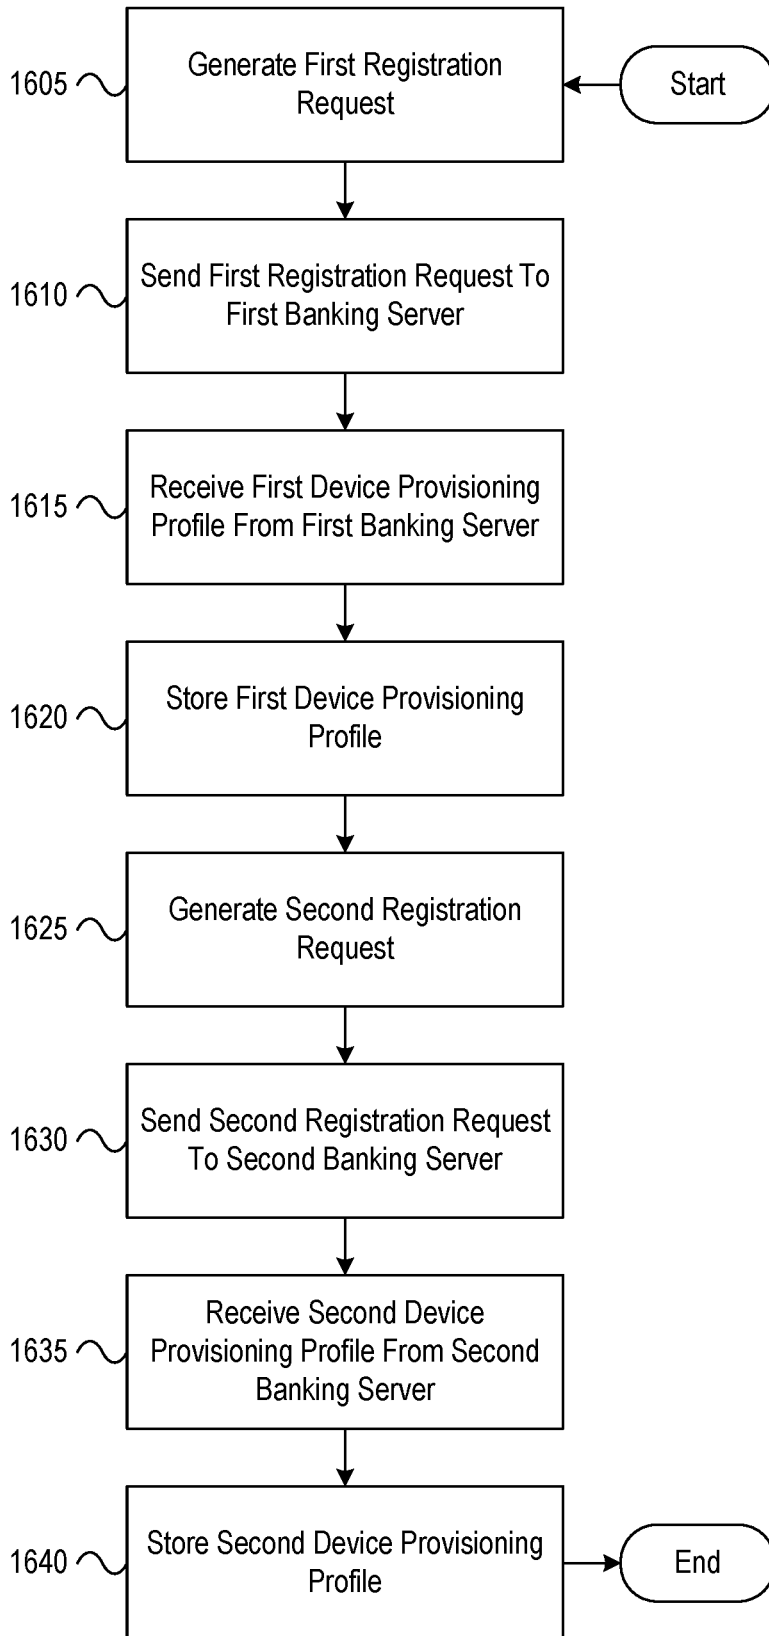 Start
1605
Generate First Registration
Request
1610
Send First Registration Request To
First Banking Server
1615
Receive First Device Provisioning
Profile From First Banking Server
1620
Store First Device Provisioning
Profile
1625
Generate Second Registration
Request
1630
Send Second Registration Request
To Second Banking Server
1635
Receive Second Device
Provisioning Profile From Second
Banking Server
1640
Store Second Device Provisioning
Profile
End